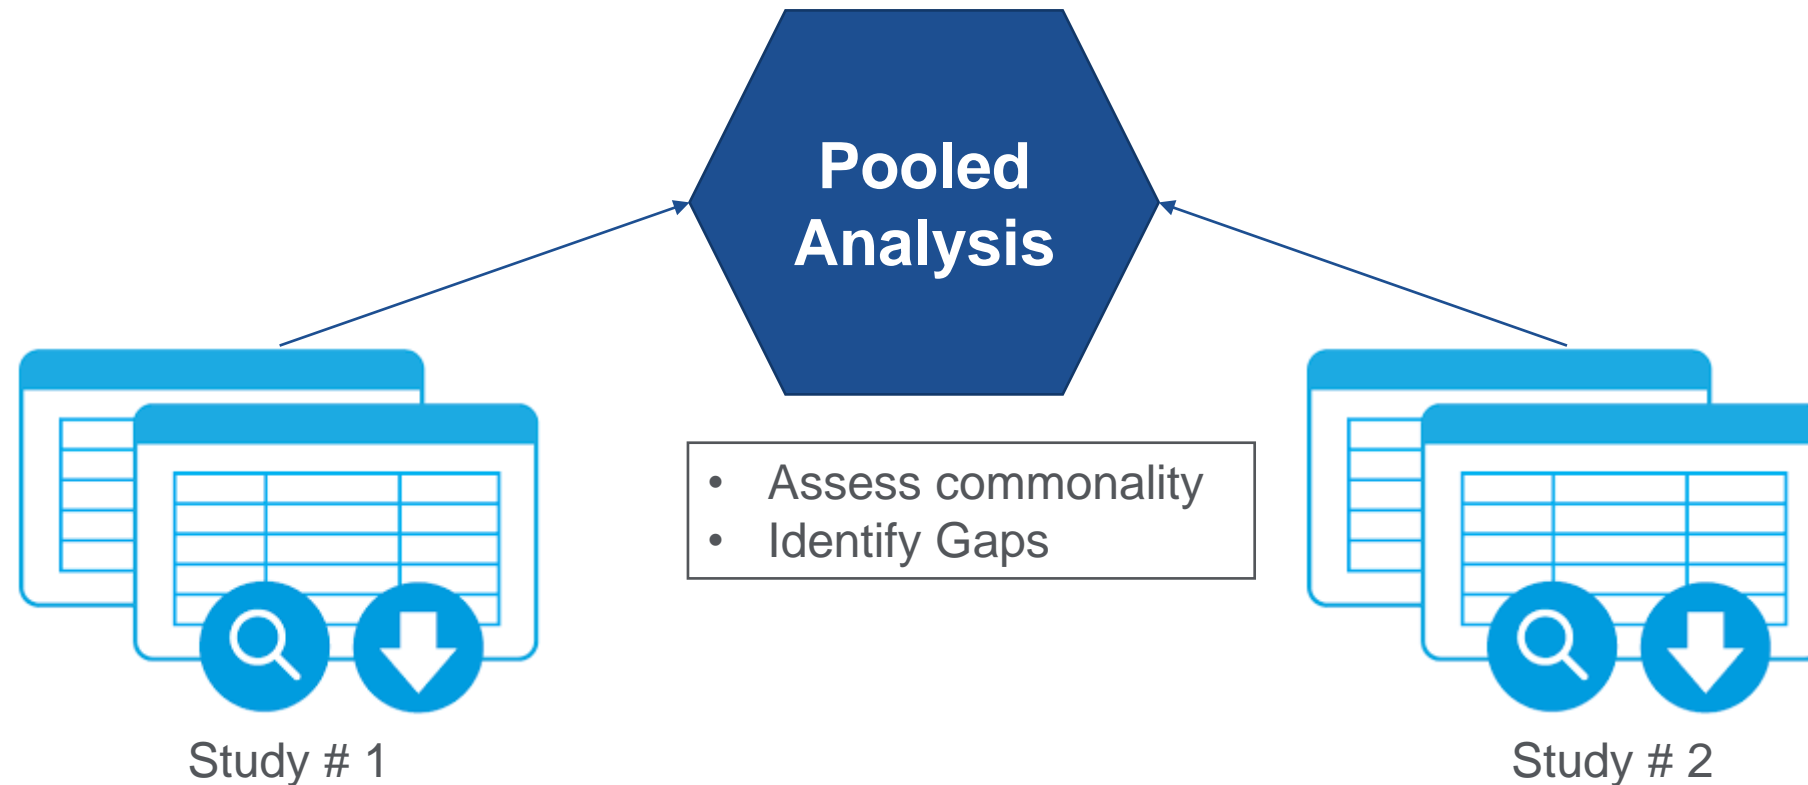 Pooled
Analysis
• Assess commonality
• Identify Gaps
Study # 1
Study # 2